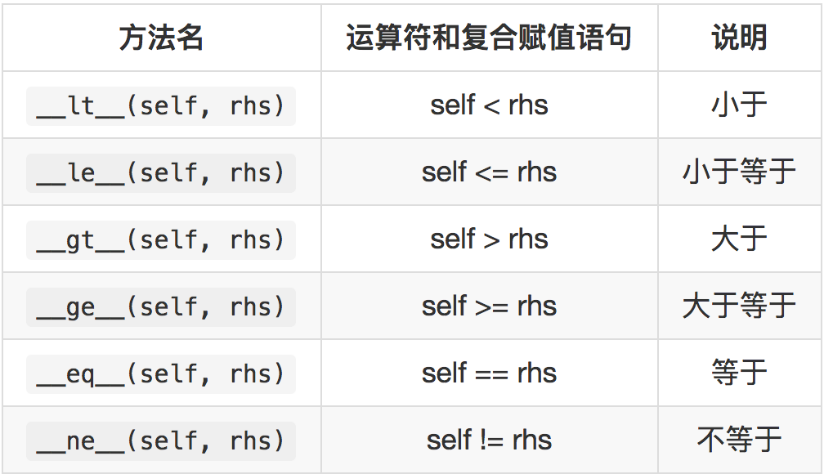 方法名 运算符和复合赋值语句 说明
__lt__(self, rhs) self < rhs 小于
__le__(self, rhs) self <= rhs 小于等于
__gt__(self, rhs) self > rhs 大于
__ge__(self, rhs) self >= rhs 大于等于
__eq__(self, rhs) self == rhs 等于
__ne__(self, rhs) self != rhs 不等于